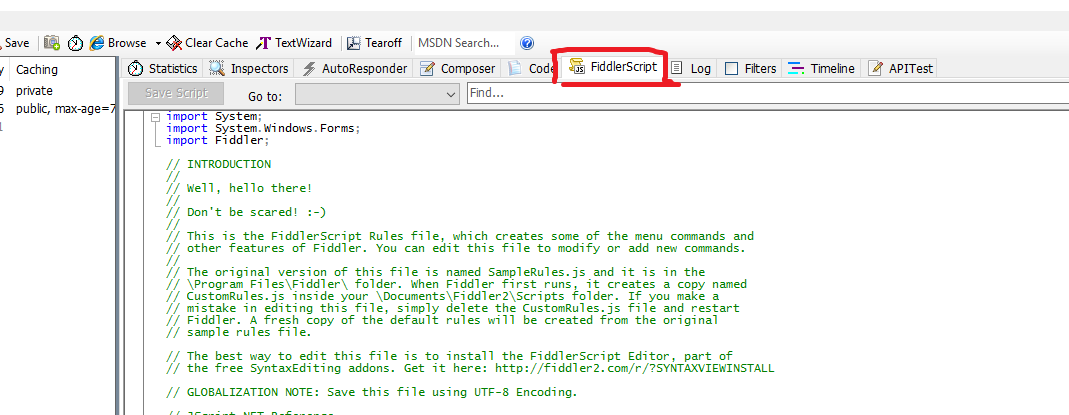 Save Browse Clear Cache TextWizard Tearoff MSDN Search...
y Caching Statistics Inspectors AutoResponder Composer Code FiddlerScript Log Filters Timeline APITest
9 private Save Script Go to: Find...
6 public, max-age=7
1
import System;
import System.Windows.Forms;
import Fiddler;
// INTRODUCTION
//
// Well, hello there!
//
// Don't be scared! :-)
//
// This is the FiddlerScript Rules file, which creates some of the menu commands and
// other features of Fiddler. You can edit this file to modify or add new commands.
//
// The original version of this file is named SampleRules.js and it is in the
// \Program Files\Fiddler\ folder. When Fiddler first runs, it creates a copy named
// CustomRules.js inside your \Documents\Fiddler2\Scripts folder. If you make a
// mistake in editing this file, simply delete the CustomRules.js file and restart
// Fiddler. A fresh copy of the default rules will be created from the original
// sample rules file.
// The best way to edit this file is to install the FiddlerScript Editor, part of
// the free SyntaxEditing addons. Get it here: http://fiddler2.com/r/?SYNTAXVIEWINSTALL
// GLOBALIZATION NOTE: Save this file using UTF-8 Encoding.